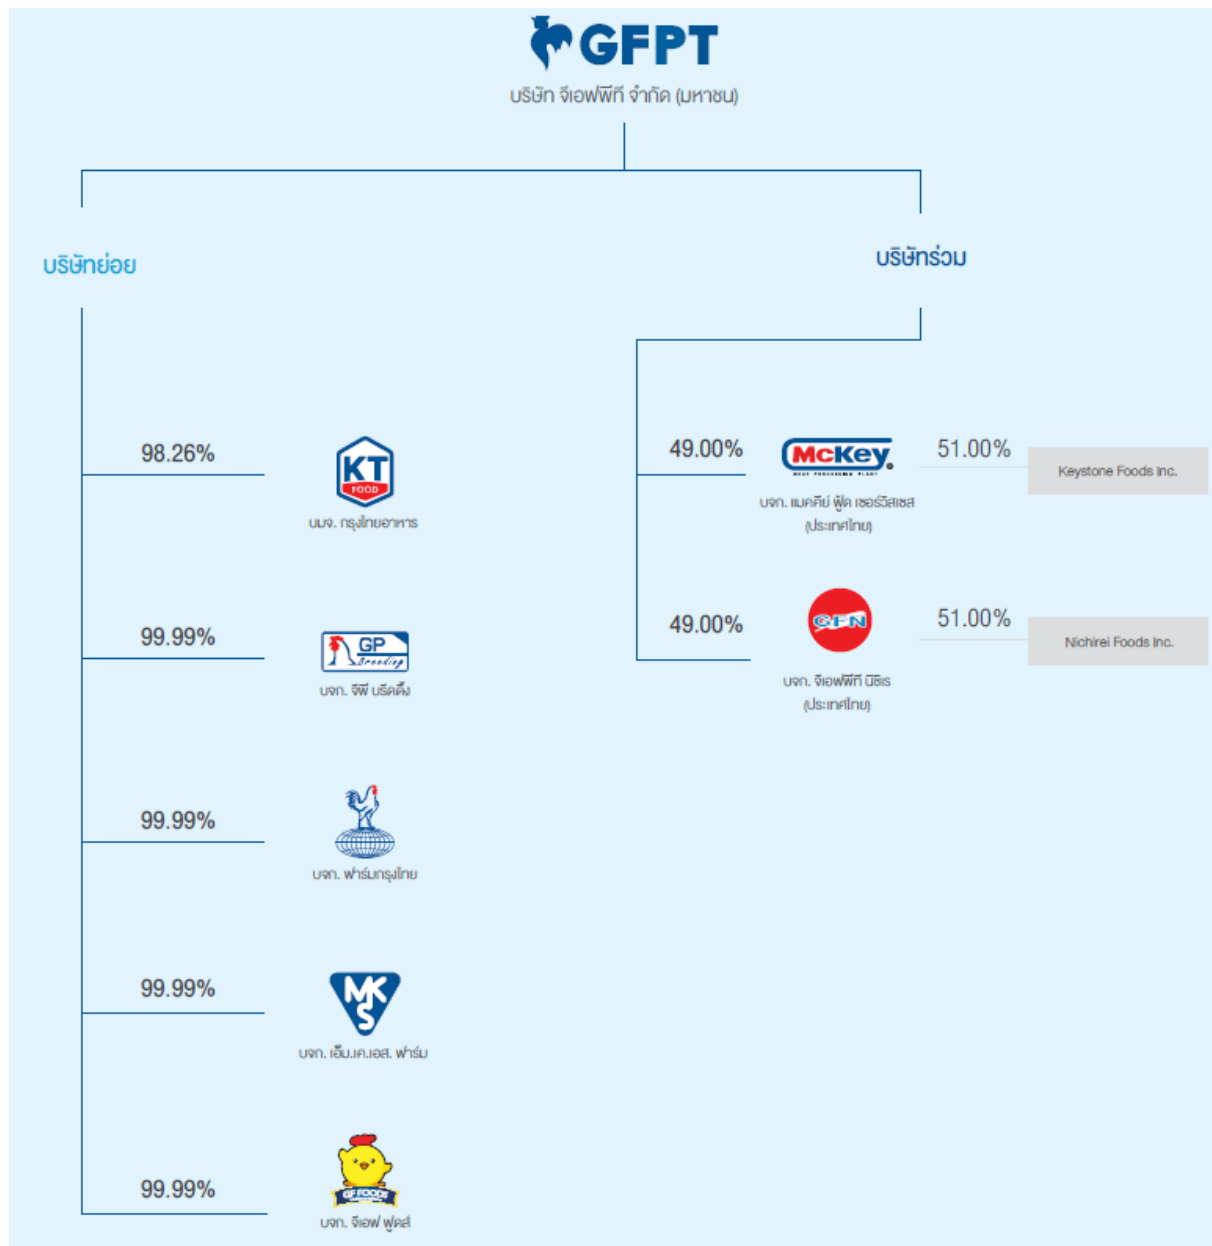 GFPT
บริษัท จีเอฟพีที จำกัด (มหาชน)
บริษัทย่อย
บริษัทร่วม
98.26%
KT
FOOD
บมจ. กรุงไทยอาหาร
99.99%
GP
Breeding
บจก. จีพี บรีดดิ้ง
99.99%
บจก. ฟาร์มกรุงไทย
99.99%
MKS
บจก. เอ็ม.เค.เอส. ฟาร์ม
99.99%
GF FOODS
บจก. จีเอฟ ฟูดส์
49.00%
McKey
บจก. แมคคีย์ ฟู้ด เซอร์วิสเซส
(ประเทศไทย)
51.00%
Keystone Foods Inc.
49.00%
GFN
บจก. จีเอฟพีที นิชิเร
(ประเทศไทย)
51.00%
Nichirei Foods Inc.